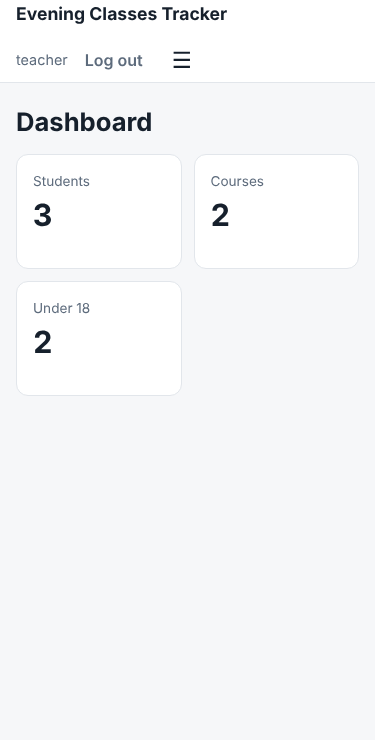 Evening Classes Tracker
teacher Log out ☰
Dashboard
Students Courses
3 2
Under 18
2